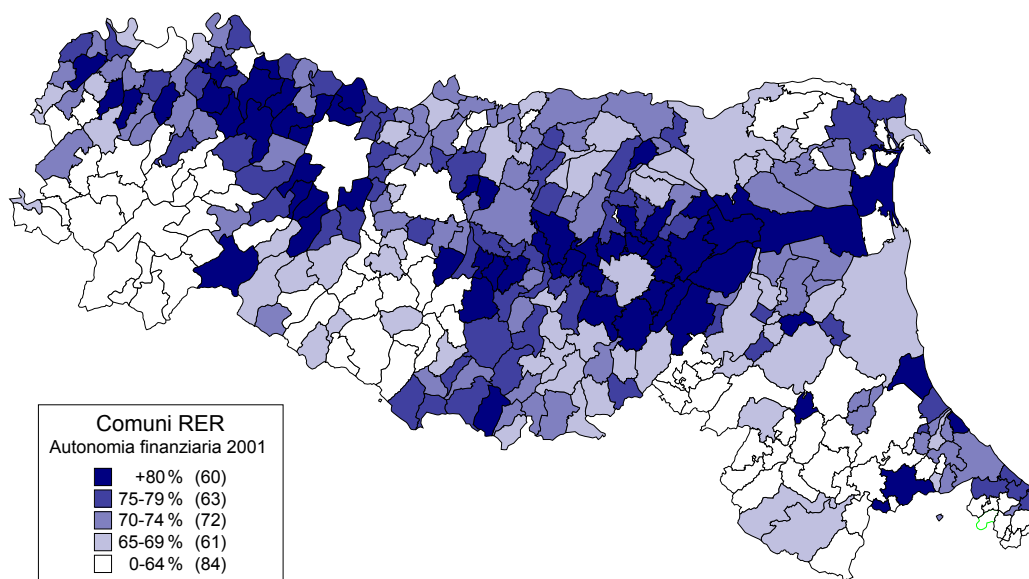 Comuni RER
Autonomia finanziaria 2001
+80 % (60)
75-79 % (63)
70-74 % (72)
65-69 % (61)
0-64 % (84)